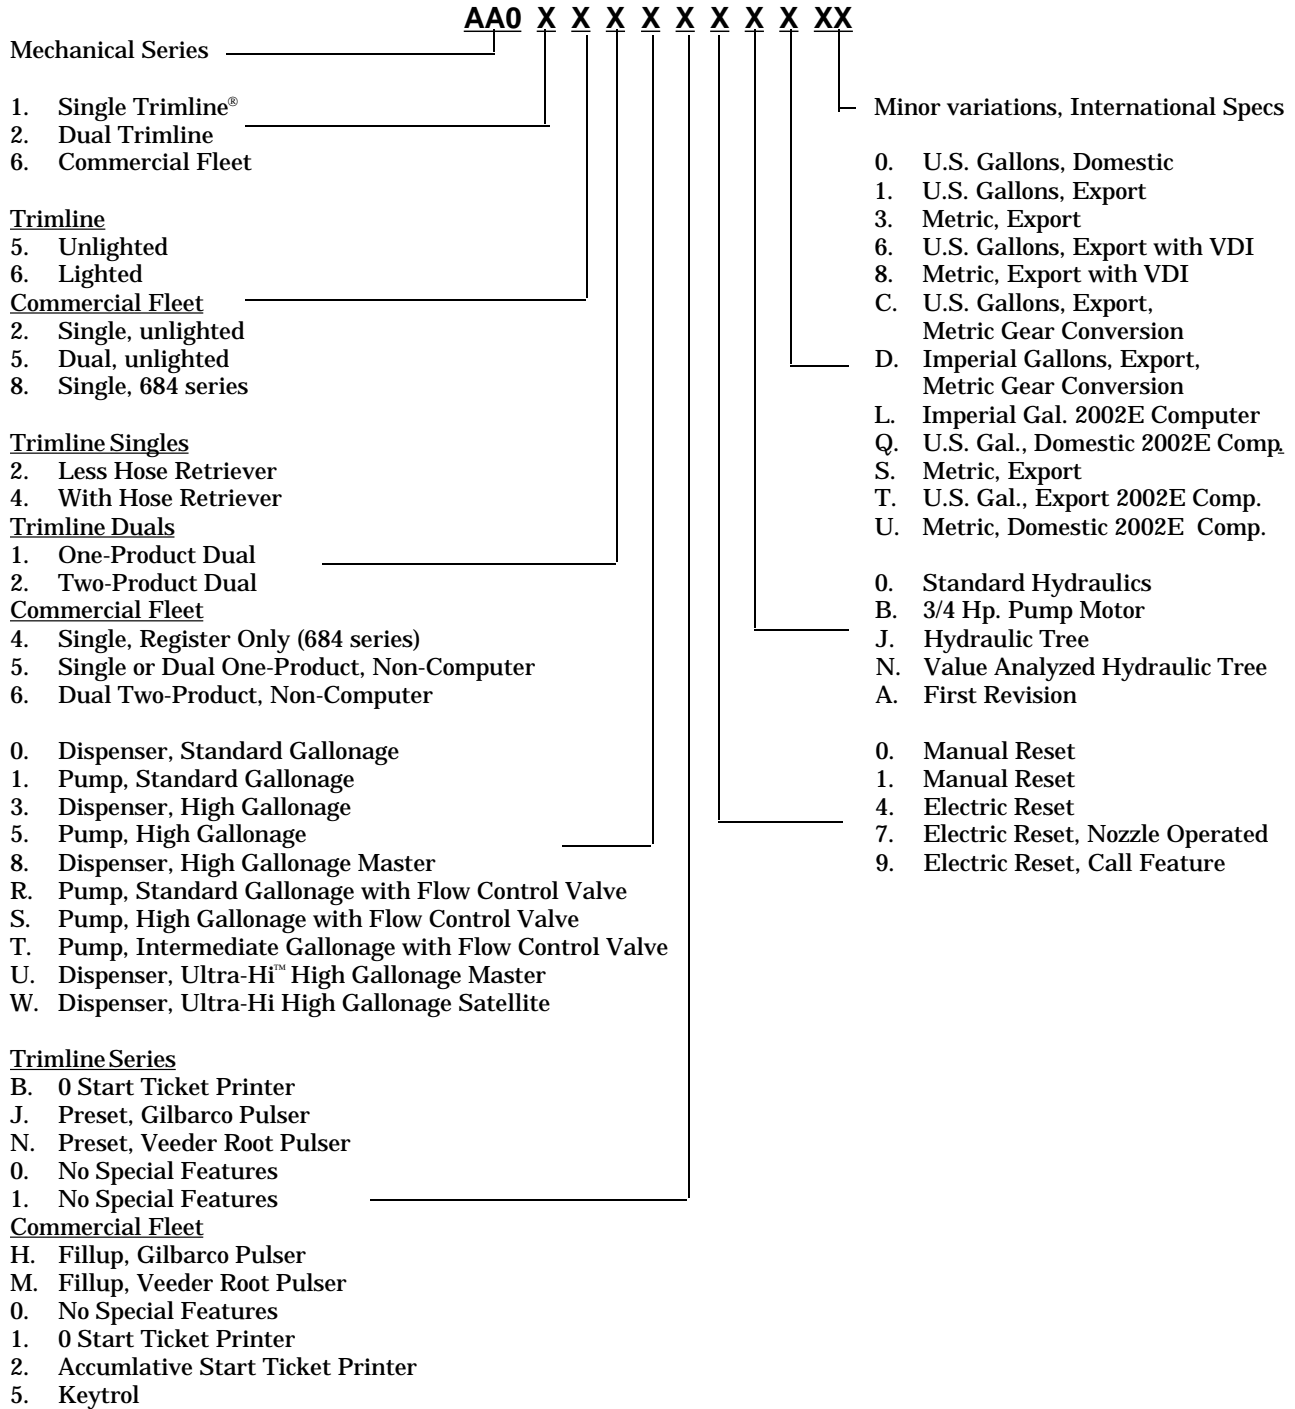 AA0 X X X X X X X X XX
Mechanical Series
1. Single Trimline®
2. Dual Trimline
6. Commercial Fleet
Trimline
5. Unlighted
6. Lighted
Commercial Fleet
2. Single, unlighted
5. Dual, unlighted
8. Single, 684 series
Trimline Singles
2. Less Hose Retriever
4. With Hose Retriever
Trimline Duals
1. One-Product Dual
2. Two-Product Dual
Commercial Fleet
4. Single, Register Only (684 series)
5. Single or Dual One-Product, Non-Computer
6. Dual Two-Product, Non-Computer
0. Dispenser, Standard Gallonage
1. Pump, Standard Gallonage
3. Dispenser, High Gallonage
5. Pump, High Gallonage
8. Dispenser, High Gallonage Master
R. Pump, Standard Gallonage with Flow Control Valve
S. Pump, High Gallonage with Flow Control Valve
T. Pump, Intermediate Gallonage with Flow Control Valve
U. Dispenser, Ultra-Hi™ High Gallonage Master
W. Dispenser, Ultra-Hi High Gallonage Satellite
Trimline Series
B. 0 Start Ticket Printer
J. Preset, Gilbarco Pulser
N. Preset, Veeder Root Pulser
0. No Special Features
1. No Special Features
Commercial Fleet
H. Fillup, Gilbarco Pulser
M. Fillup, Veeder Root Pulser
0. No Special Features
1. 0 Start Ticket Printer
2. Accumlative Start Ticket Printer
5. Keytrol
Minor variations, International Specs
0. U.S. Gallons, Domestic
1. U.S. Gallons, Export
3. Metric, Export
6. U.S. Gallons, Export with VDI
8. Metric, Export with VDI
C. U.S. Gallons, Export,
Metric Gear Conversion
D. Imperial Gallons, Export,
Metric Gear Conversion
L. Imperial Gal. 2002E Computer
Q. U.S. Gal., Domestic 2002E Comp.
S. Metric, Export
T. U.S. Gal., Export 2002E Comp.
U. Metric, Domestic 2002E Comp.
0. Standard Hydraulics
B. 3/4 Hp. Pump Motor
J. Hydraulic Tree
N. Value Analyzed Hydraulic Tree
A. First Revision
0. Manual Reset
1. Manual Reset
4. Electric Reset
7. Electric Reset, Nozzle Operated
9. Electric Reset, Call Feature